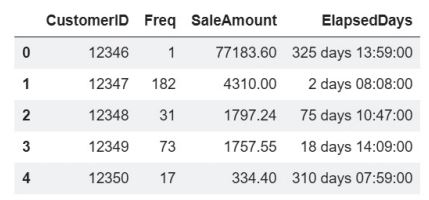 CustomerID Freq SaleAmount ElapsedDays
0 12346 1 77183.60 325 days 13:59:00
1 12347 182 4310.00 2 days 08:08:00
2 12348 31 1797.24 75 days 10:47:00
3 12349 73 1757.55 18 days 14:09:00
4 12350 17 334.40 310 days 07:59:00